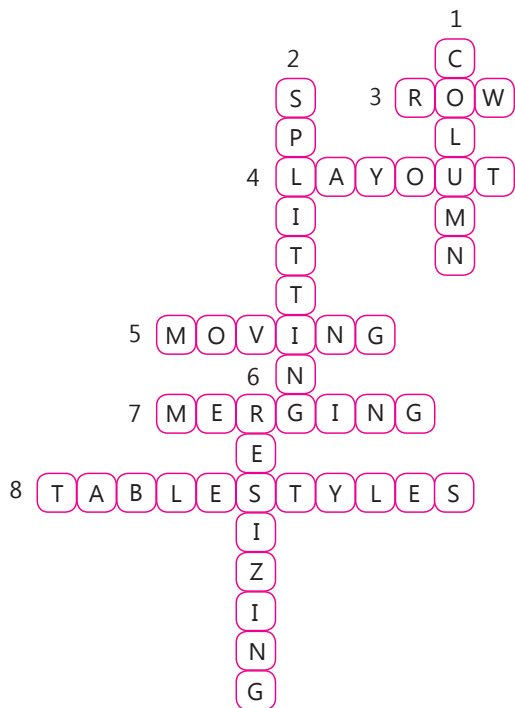 1
C
2
S 3 R O W
P L
4 L A Y O U T
I M
T N
T
5 M O V I N G
6 N
7 M E R G I N G
E
8 T A B L E S T Y L E S
I
Z
I
N
G